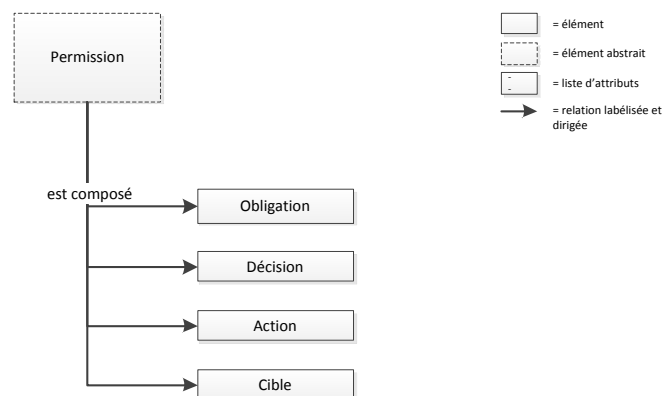 Permission
est composé
Obligation
Décision
Action
Cible
= élément
= élément abstrait
-
-
= liste d'attributs
= relation labélisée et
dirigée